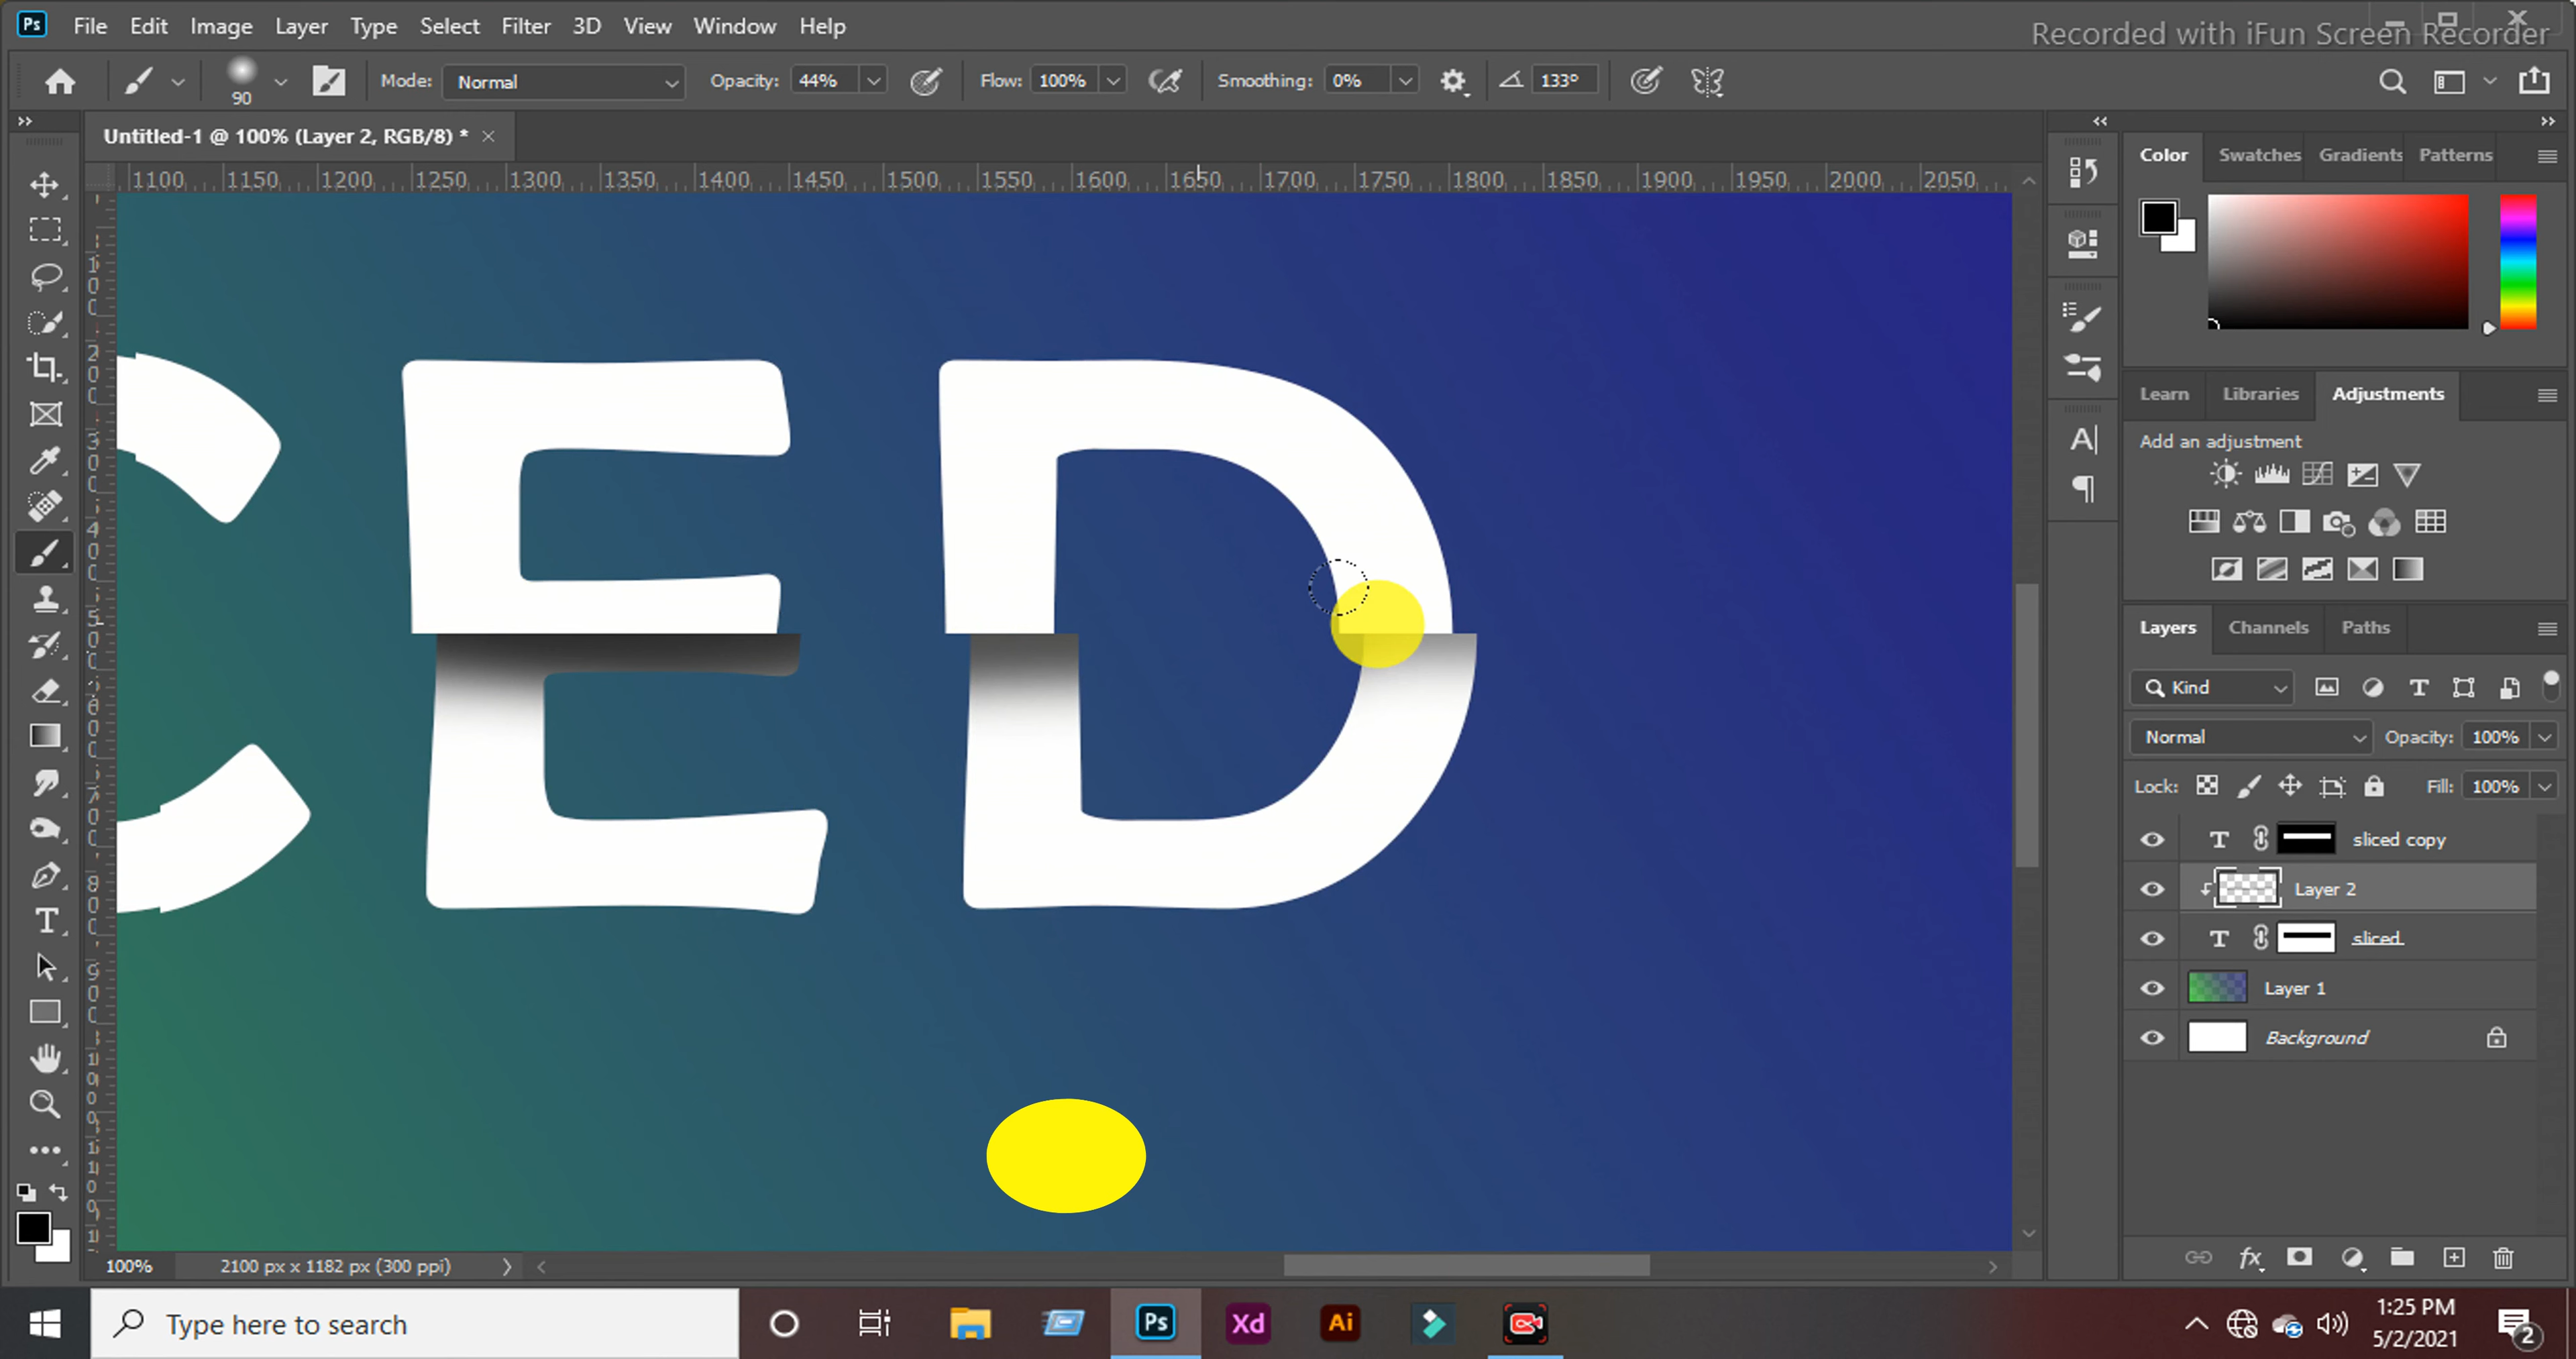 Ps File Edit Image Layer Type Select Filter 3D View Window Help
Recorded with iFun Screen Recorder
90 Mode: Normal Opacity: 44% Flow: 100% Smoothing: 0% 133°
Untitled-1 @ 100% (Layer 2, RGB/8) *
1100 1150 1200 1250 1300 1350 1400 1450 1500 1550 1600 1650 1700 1750 1800 1850 1900 1950 2000 2050
Color Swatches Gradients Patterns
Learn Libraries Adjustments
Add an adjustment
CED
Layers Channels Paths
Kind
Normal Opacity: 100%
Lock: Fill: 100%
T sliced copy
Layer 2
T sliced
Layer 1
Background
100% 2100 px x 1182 px (300 ppi)
Type here to search
Ps Xd Ai
1:25 PM
5/2/2021
2